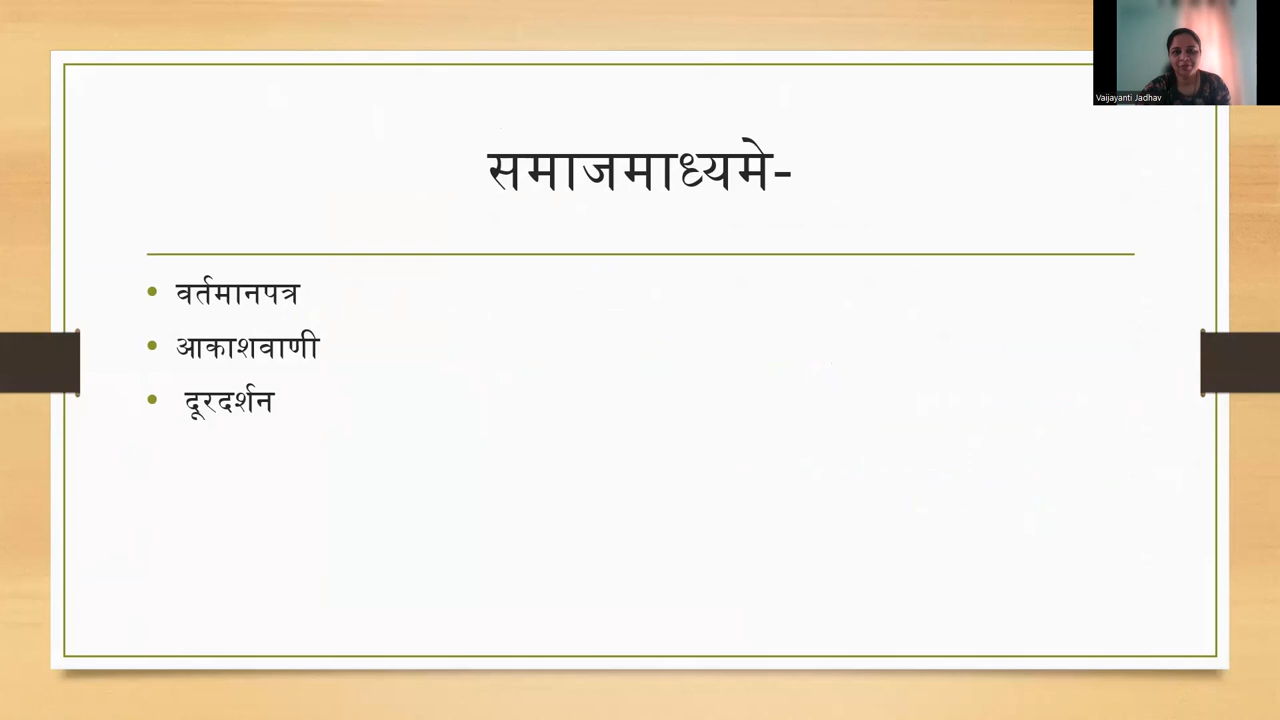 Vaijayanti Jadhav
समाजमाध्यमे-
• वर्तमानपत्र
• आकाशवाणी
• दूरदर्शन